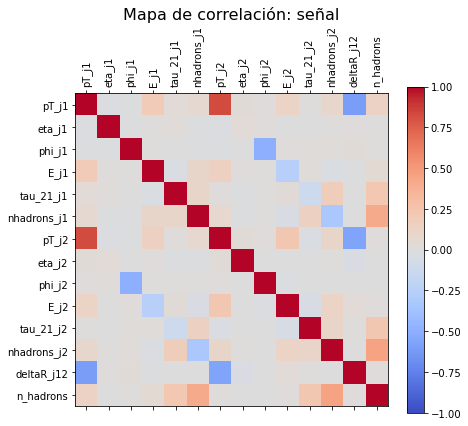 Mapa de correlación: señal
pT_j1 eta_j1 phi_j1 E_j1 tau_21_j1 nhadrons_j1 pT_j2 eta_j2 phi_j2 E_j2 tau_21_j2 nhadrons_j2 deltaR_j12 n_hadrons
pT_j1
eta_j1
phi_j1
E_j1
tau_21_j1
nhadrons_j1
pT_j2
eta_j2
phi_j2
E_j2
tau_21_j2
nhadrons_j2
deltaR_j12
n_hadrons
1.00
0.75
0.50
0.25
0.00
−0.25
−0.50
−0.75
−1.00